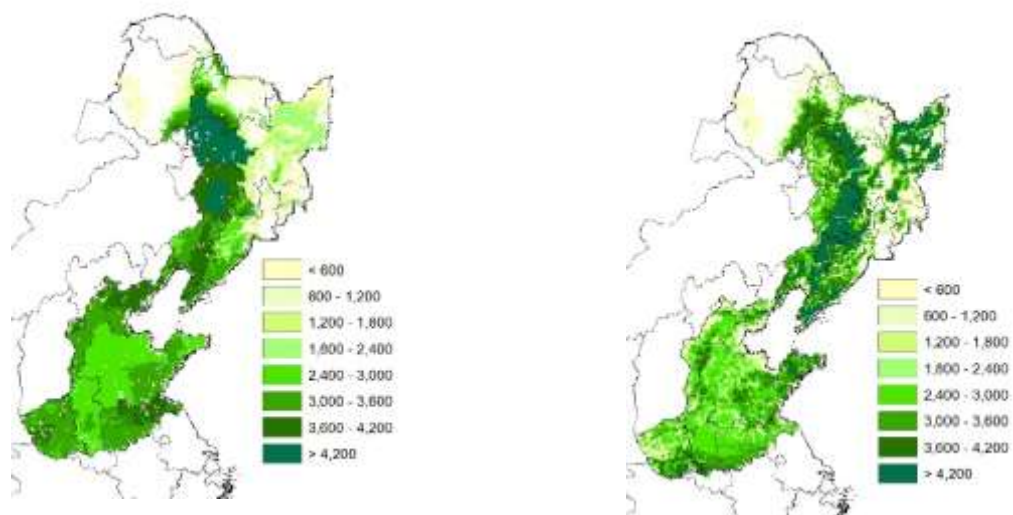 < 600
600 - 1,200
1,200 - 1,800
1,800 - 2,400
2,400 - 3,000
3,000 - 3,600
3,600 - 4,200
> 4,200
< 600
600 - 1,200
1,200 - 1,800
1,800 - 2,400
2,400 - 3,000
3,000 - 3,600
3,600 - 4,200
> 4,200